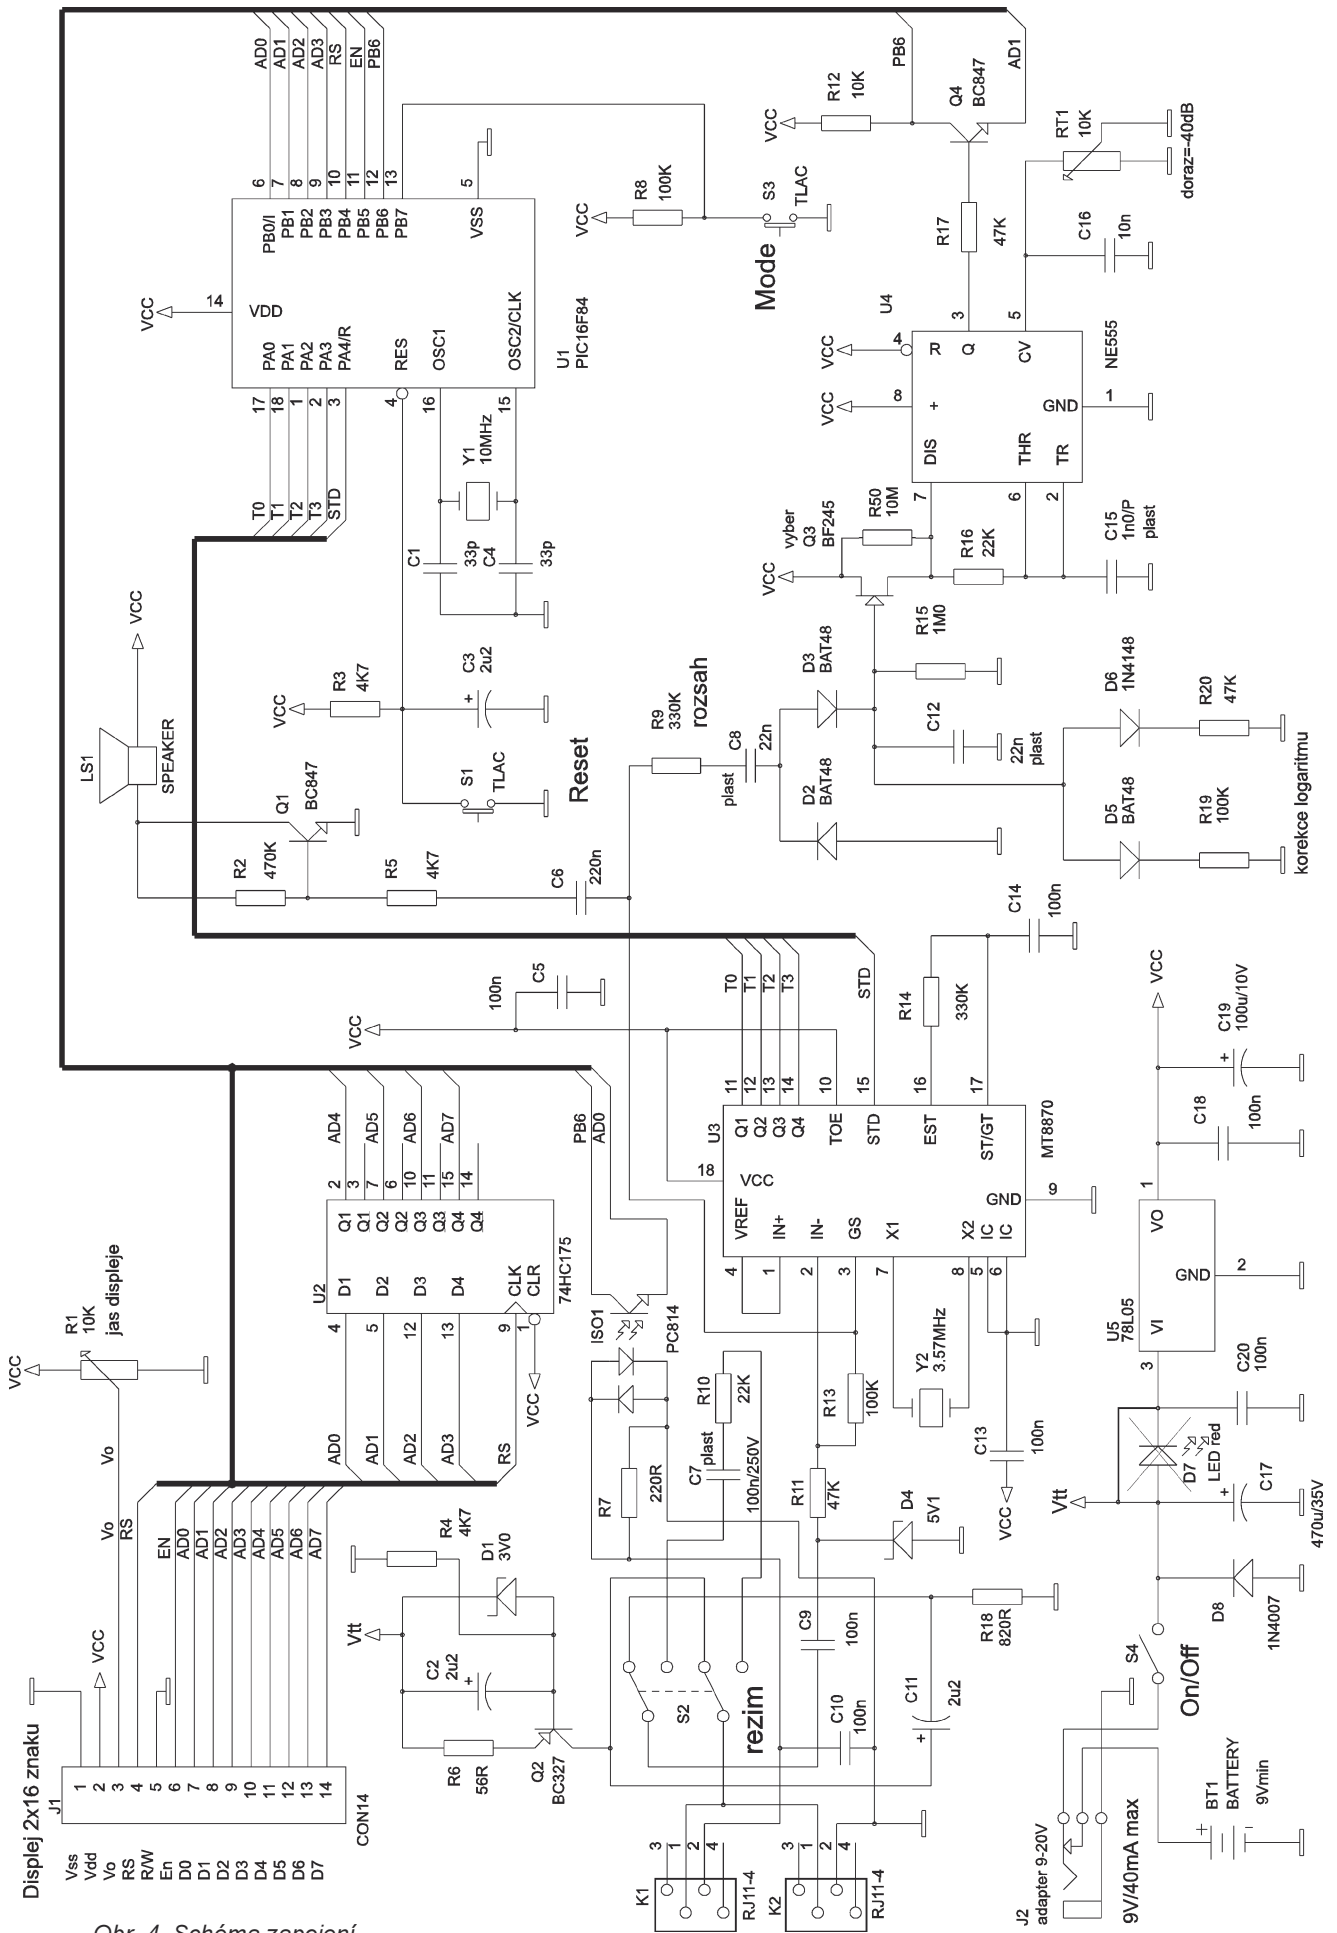 Displej 2x16 znaku
Vss
Vdd
Vo
RS
R/W
En
D0
D1
D2
D3
D4
D5
D6
D7
J1
1
2
3
4
5
6
7
8
9
10
11
12
13
14
CON14
VCC
Vo
Vo
RS
EN
AD0
AD1
AD2
AD3
AD4
AD5
AD6
AD7
VCC
R1
10K
jas displeje
AD0
AD1
AD2
AD3
RS
4
5
12
13
9
1
VCC
U2
D1
D2
D3
D4
CLK
CLR
Q1
Q1
Q2
Q2
Q3
Q3
Q4
Q4
74HC175
2
3
7
6
10
11
15
14
AD4
AD5
AD6
AD7
PB6
AD0
LS1
SPEAKER
VCC
Q1
BC847
R2
470K
R5
4K7
C6
220n
VCC
R3
4K7
C3
2u2
+
S1
TLAC
Reset
T0
T1
T2
T3
STD
17
18
1
2
3
4
16
15
VCC
14
VDD
PA0
PA1
PA2
PA3
PA4/R
RES
OSC1
OSC2/CLK
PB0/I
PB1
PB2
PB3
PB4
PB5
PB6
PB7
VSS
U1
PIC16F84
6
7
8
9
10
11
12
13
5
AD0
AD1
AD2
AD3
RS
EN
PB6
Y1
10MHz
C1
33p
C4
33p
VCC
R8
100K
S3
TLAC
Mode
Vtt
R4
4K7
D1
3V0
C2
2u2
+
R6
56R
Q2
BC327
ISO1
PC814
R7
220R
C7
plast
100n/250V
R10
22K
S2
rezim
C9
100n
C10
100n
C11
2u2
+
R18
820R
K1
3
1
2
4
RJ11-4
K2
3
1
2
4
RJ11-4
R11
47K
D4
5V1
R13
100K
Y2
3.57MHz
C13
100n
VCC
VCC
100n
C5
U3
18
VCC
VREF
IN+
IN-
GS
X1
X2
IC
IC
4
1
2
3
7
8
5
6
Q1
Q2
Q3
Q4
TOE
STD
EST
ST/GT
GND
9
MT8870
11
12
13
14
10
15
16
17
T0
T1
T2
T3
STD
R14
330K
C14
100n
R9
330K
rozsah
C8
plast
22n
D2
BAT48
D3
BAT48
C12
22n
plast
R15
1M0
D5
BAT48
D6
1N4148
R19
100K
R20
47K
korekce logaritmu
VCC
vyber
Q3
BF245
R50
10M
R16
22K
C15
1n0/P
plast
7
6
2
VCC
8
VCC
4
U4
DIS
THR
TR
+
R
Q
CV
GND
1
NE555
3
5
R17
47K
C16
10n
RT1
10K
doraz=-40dB
VCC
R12
10K
Q4
BC847
PB6
AD1
J2
adapter 9-20V
9V/40mA max
BT1
BATTERY
9Vmin
+
-
S4
On/Off
D8
1N4007
Vtt
D7
LED red
C17
470u/35V
+
C20
100n
3
U5
78L05
VI
GND
VO
2
1
C18
100n
C19
100u/10V
+
VCC
Obr. 4. Schéma zapojení